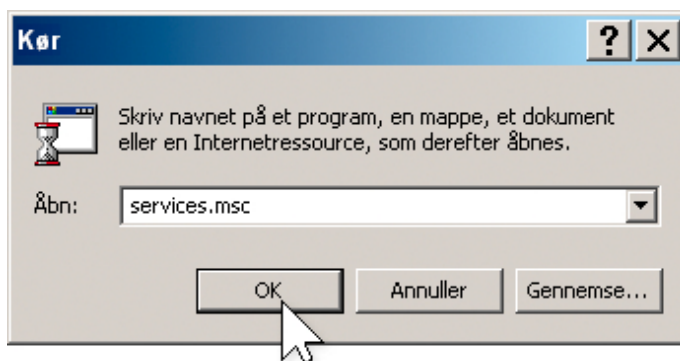 Kør
Skriv navnet på et program, en mappe, et dokument
eller en Internetressource, som derefter åbnes.
Åbn: services.msc
OK Annuller Gennemse...